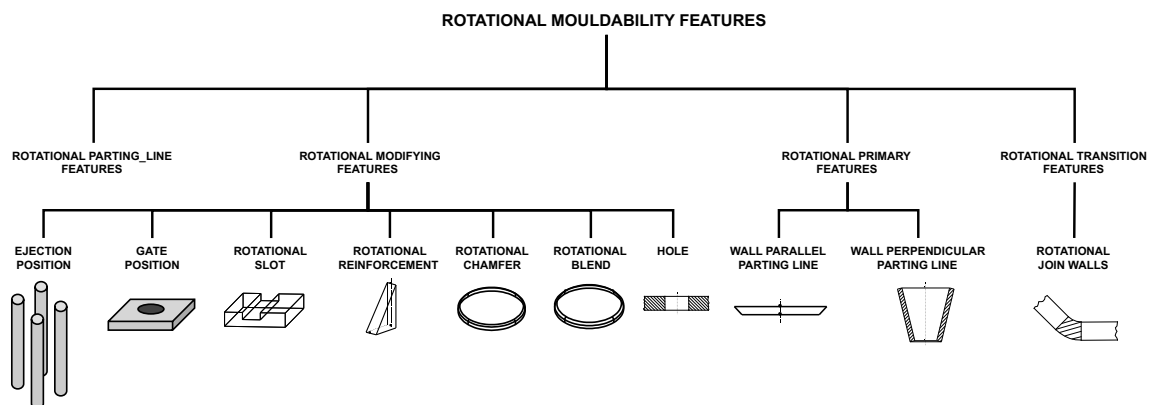 ROTATIONAL MOULDABILITY FEATURES
ROTATIONAL PARTING_LINE
FEATURES
ROTATIONAL MODIFYING
FEATURES
ROTATIONAL PRIMARY
FEATURES
ROTATIONAL TRANSITION
FEATURES
EJECTION
POSITION
GATE
POSITION
ROTATIONAL
SLOT
ROTATIONAL
REINFORCEMENT
ROTATIONAL
CHAMFER
ROTATIONAL
BLEND
HOLE
WALL PARALLEL
PARTING LINE
WALL PERPENDICULAR
PARTING LINE
ROTATIONAL
JOIN WALLS